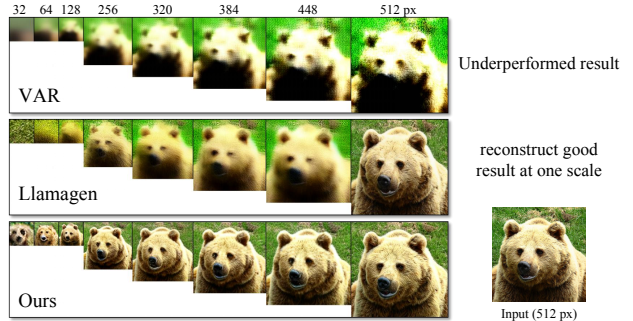 32 64 128 256 320 384 448 512 px
VAR
Underperformed result
Llamagen
reconstruct good
result at one scale
Ours
Input (512 px)